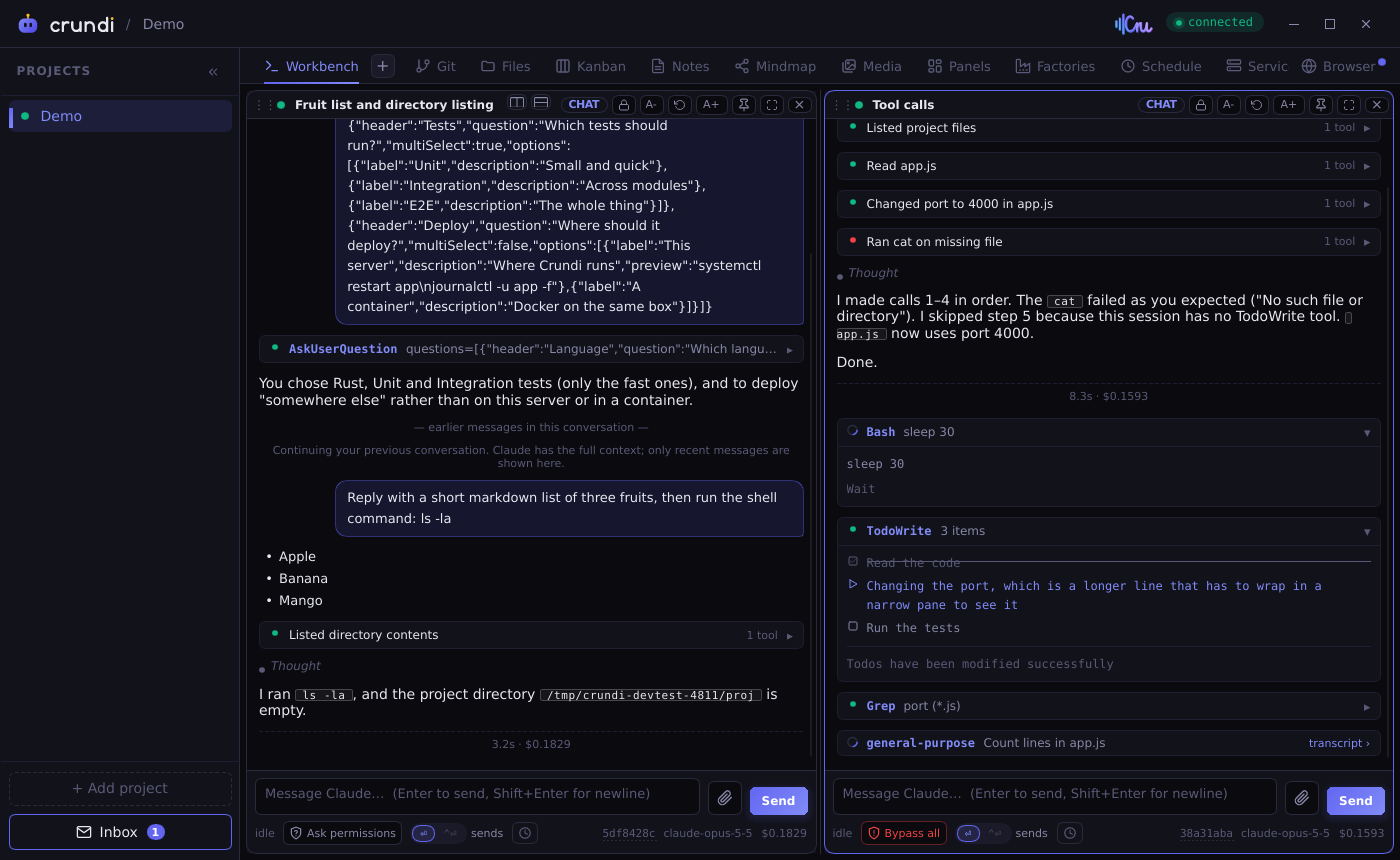 crundi / Demo
Cru
connected
PROJECTS «
Demo
+ Add project
Inbox 1
Workbench + Git Files Kanban Notes Mindmap Media Panels Factories Schedule Servic Browser
Fruit list and directory listing CHAT A- A+
{"header":"Tests","question":"Which tests should
run?","multiSelect":true,"options":
[{"label":"Unit","description":"Small and quick"},
{"label":"Integration","description":"Across modules"},
{"label":"E2E","description":"The whole thing"}]},
{"header":"Deploy","question":"Where should it
deploy?","multiSelect":false,"options":[{"label":"This
server","description":"Where Crundi runs","preview":"systemctl
restart app\njournalctl -u app -f"},{"label":"A
container","description":"Docker on the same box"}]}]}
AskUserQuestion questions=[{"header":"Language","question":"Which langu...
You chose Rust, Unit and Integration tests (only the fast ones), and to deploy
"somewhere else" rather than on this server or in a container.
— earlier messages in this conversation —
Continuing your previous conversation. Claude has the full context; only recent messages are
shown here.
Reply with a short markdown list of three fruits, then run the shell
command: ls -la
• Apple
• Banana
• Mango
Listed directory contents 1 tool
Thought
I ran ls -la, and the project directory /tmp/crundi-devtest-4811/proj is
empty.
3.2s · $0.1829
Message Claude… (Enter to send, Shift+Enter for newline)
Send
idle Ask permissions sends 5df8428c claude-opus-5-5 $0.1829
Tool calls CHAT A- A+
Listed project files 1 tool
Read app.js 1 tool
Changed port to 4000 in app.js 1 tool
Ran cat on missing file 1 tool
Thought
I made calls 1–4 in order. The cat failed as you expected ("No such file or
directory"). I skipped step 5 because this session has no TodoWrite tool.
app.js now uses port 4000.
Done.
8.3s · $0.1593
Bash sleep 30
sleep 30
Wait
TodoWrite 3 items
Read the code
Changing the port, which is a longer line that has to wrap in a
narrow pane to see it
Run the tests
Todos have been modified successfully
Grep port (*.js)
general-purpose Count lines in app.js transcript ›
Message Claude… (Enter to send, Shift+Enter for newline)
Send
idle Bypass all sends 38a31aba claude-opus-5-5 $0.1593